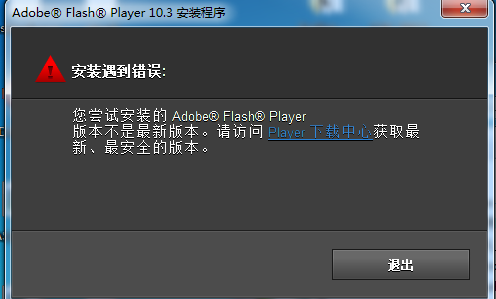 Adobe® Flash® Player 10.3 安装程序
安装遇到错误:
您尝试安装的 Adobe® Flash® Player
版本不是最新版本。请访问 Player 下载中心获取最
新、最安全的版本。
退出